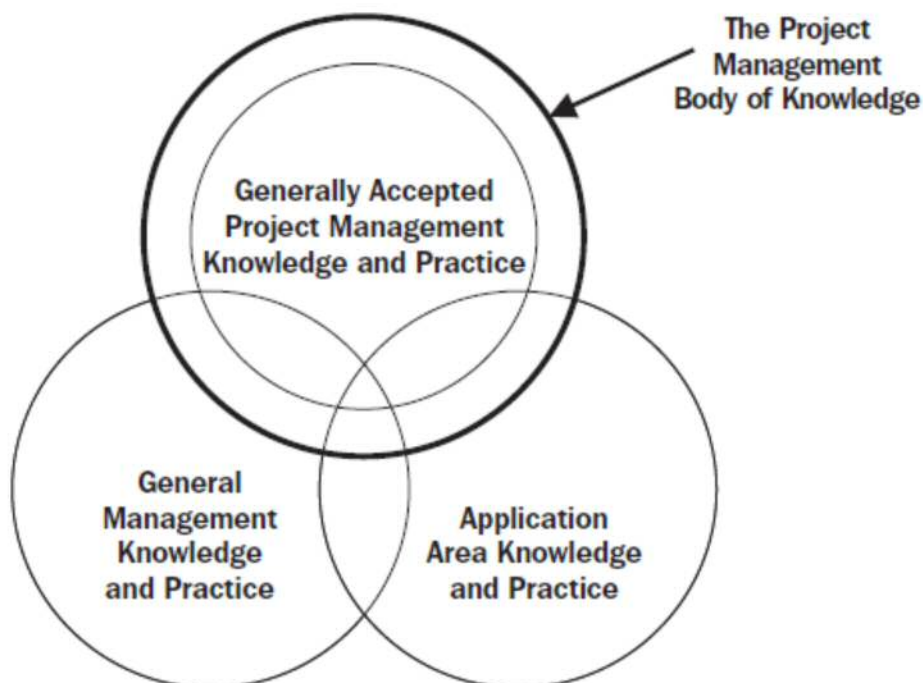 The Project
Management
Body of Knowledge
Generally Accepted
Project Management
Knowledge and Practice
General
Management
Knowledge
and Practice
Application
Area Knowledge
and Practice